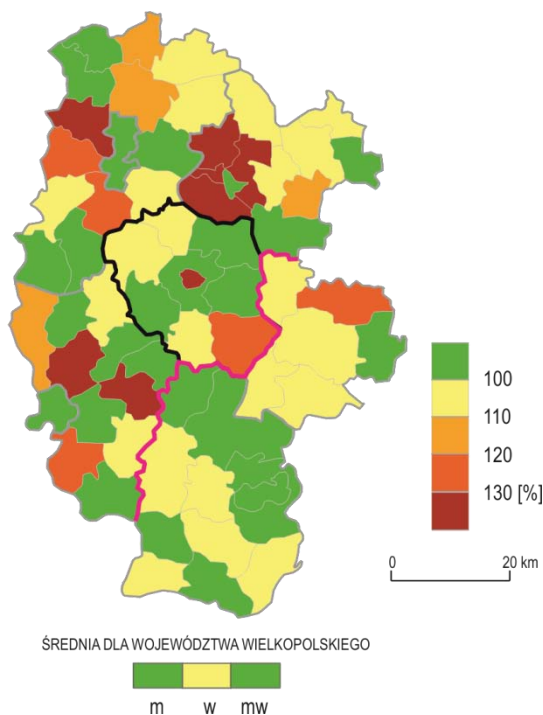 100
110
120
130 [%]
0 20 km
ŚREDNIA DLA WOJEWÓDZTWA WIELKOPOLSKIEGO
m w mw